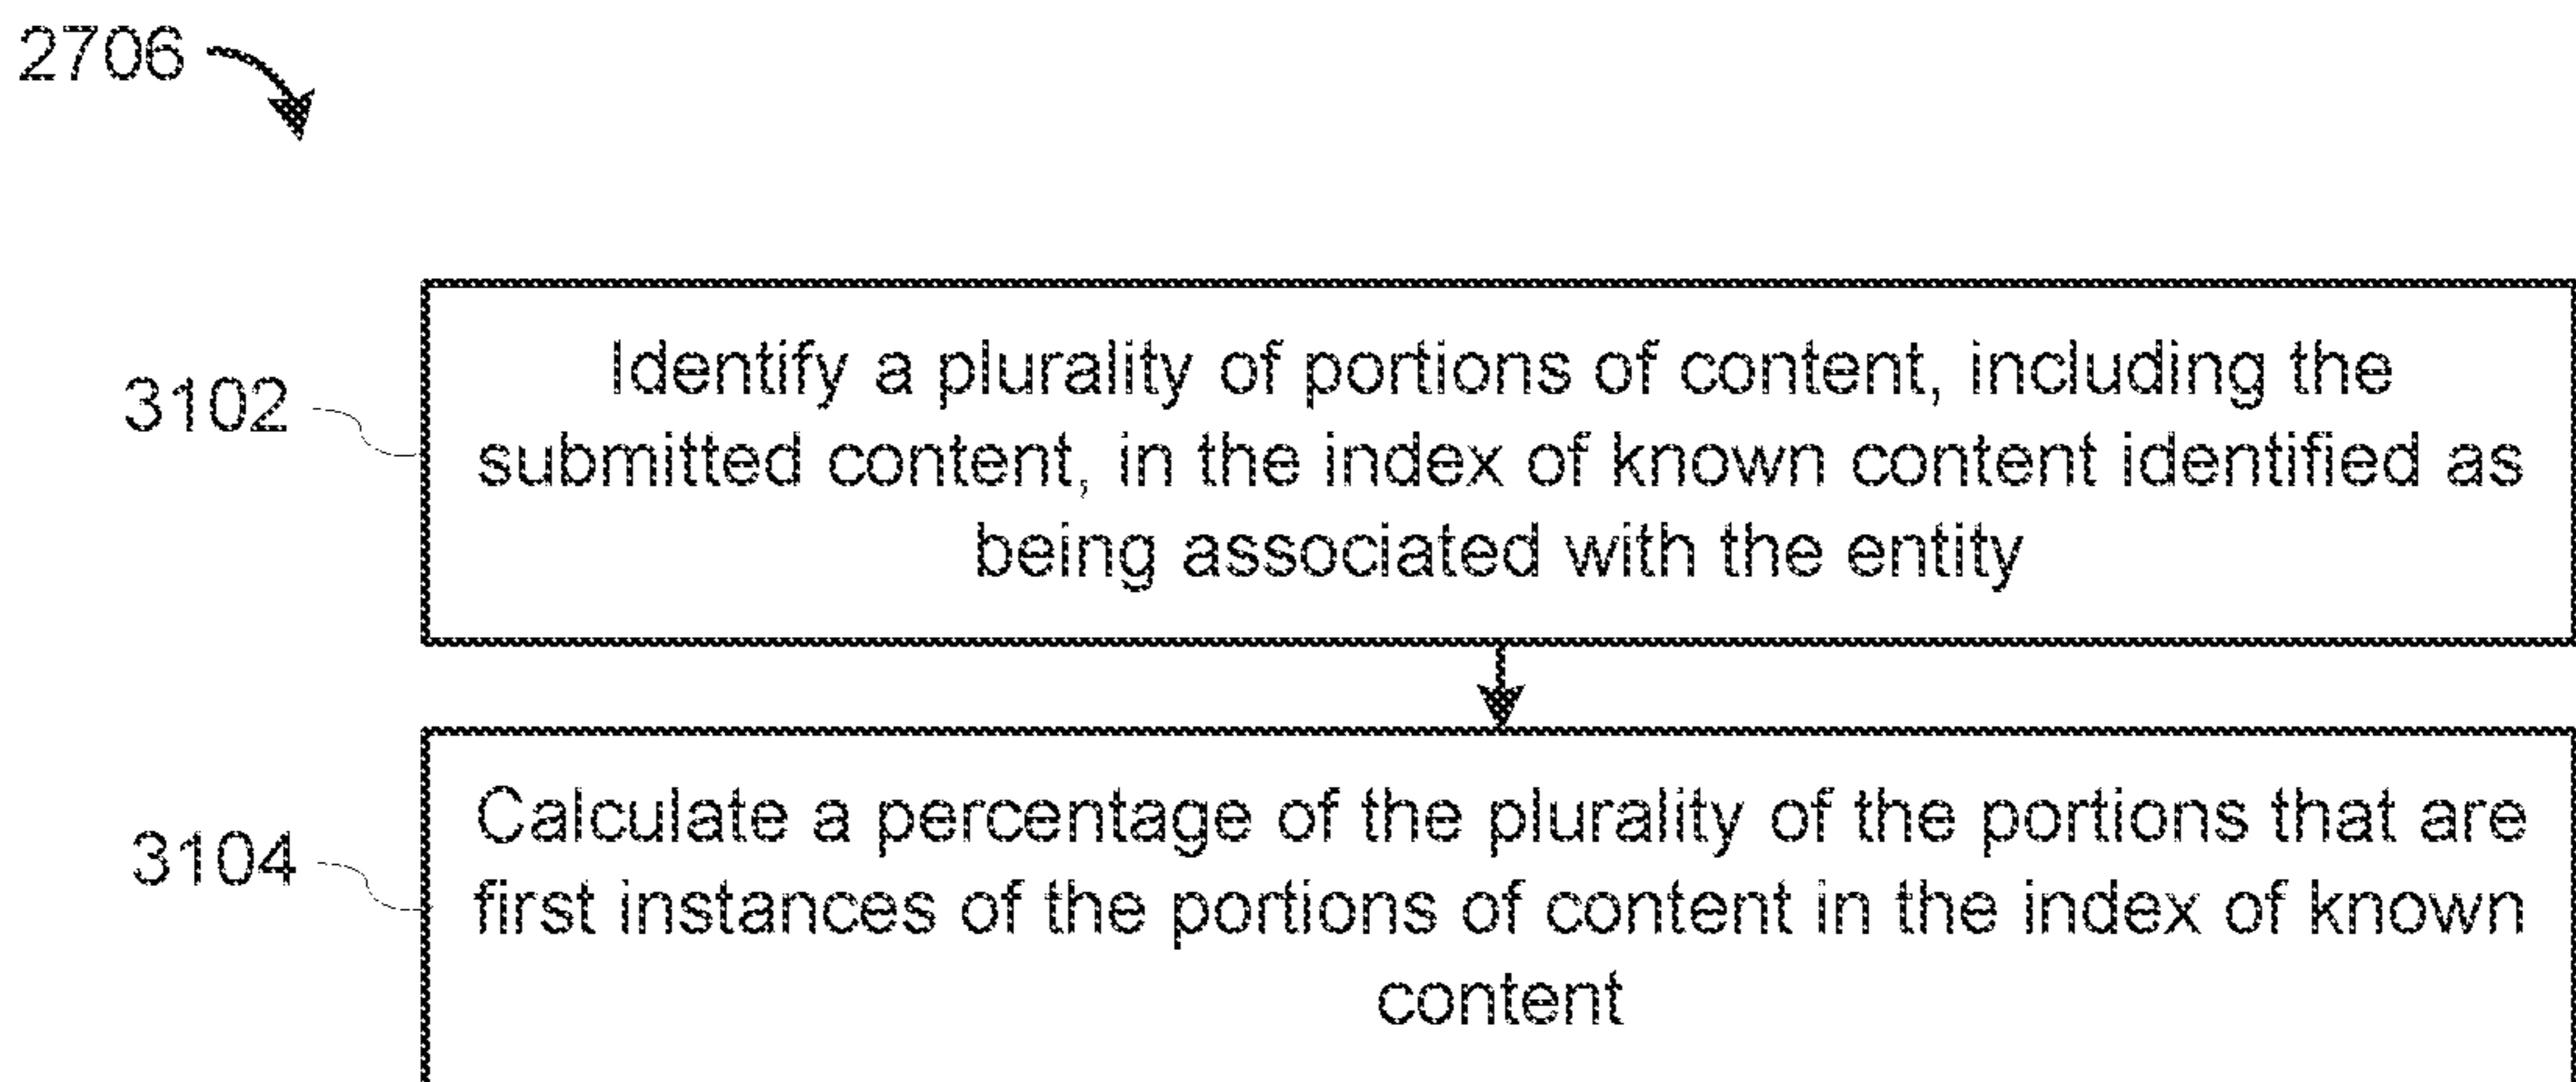 2706
3102
Identify a plurality of portions of content, including the
submitted content, in the index of known content identified as
being associated with the entity
3104
Calculate a percentage of the plurality of the portions that are
first instances of the portions of content in the index of known
content